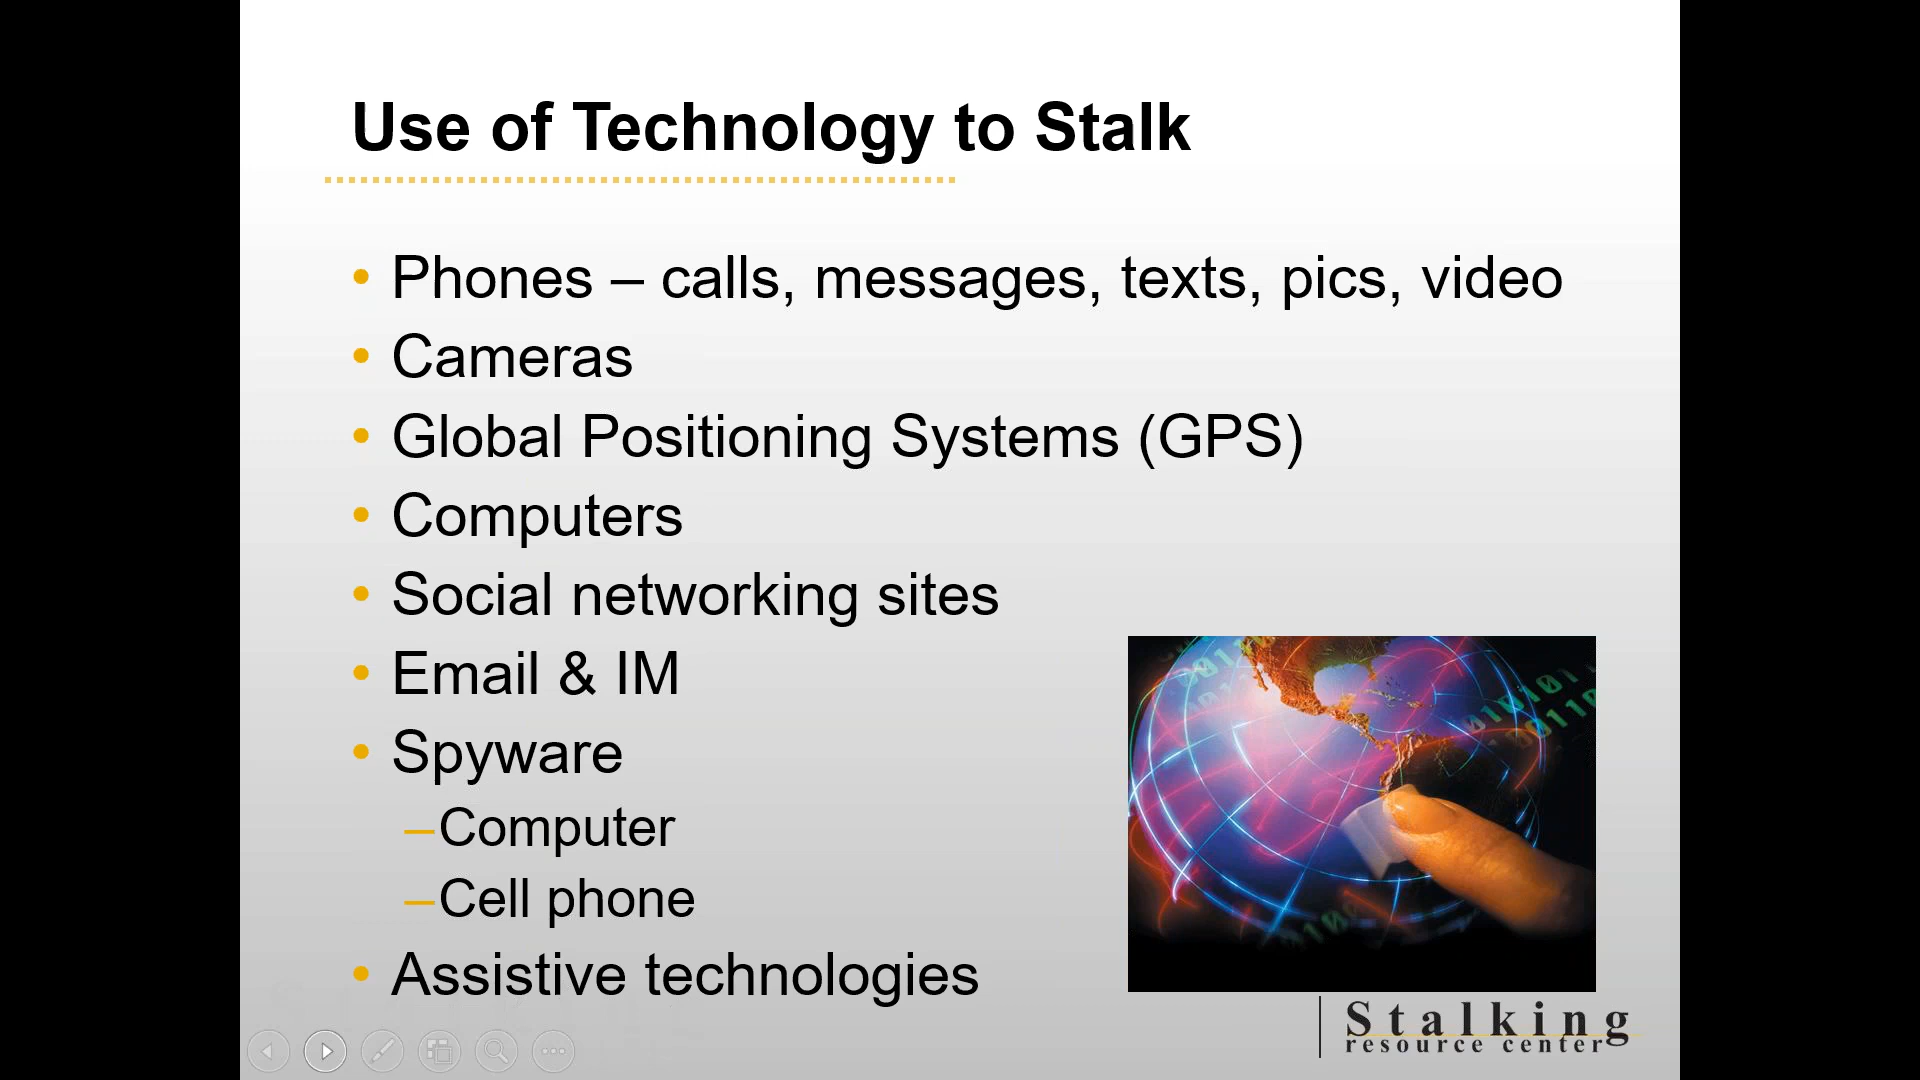 Use of Technology to Stalk
• Phones – calls, messages, texts, pics, video
• Cameras
• Global Positioning Systems (GPS)
• Computers
• Social networking sites
• Email & IM
• Spyware
–Computer
–Cell phone
• Assistive technologies
Stalking
resource center